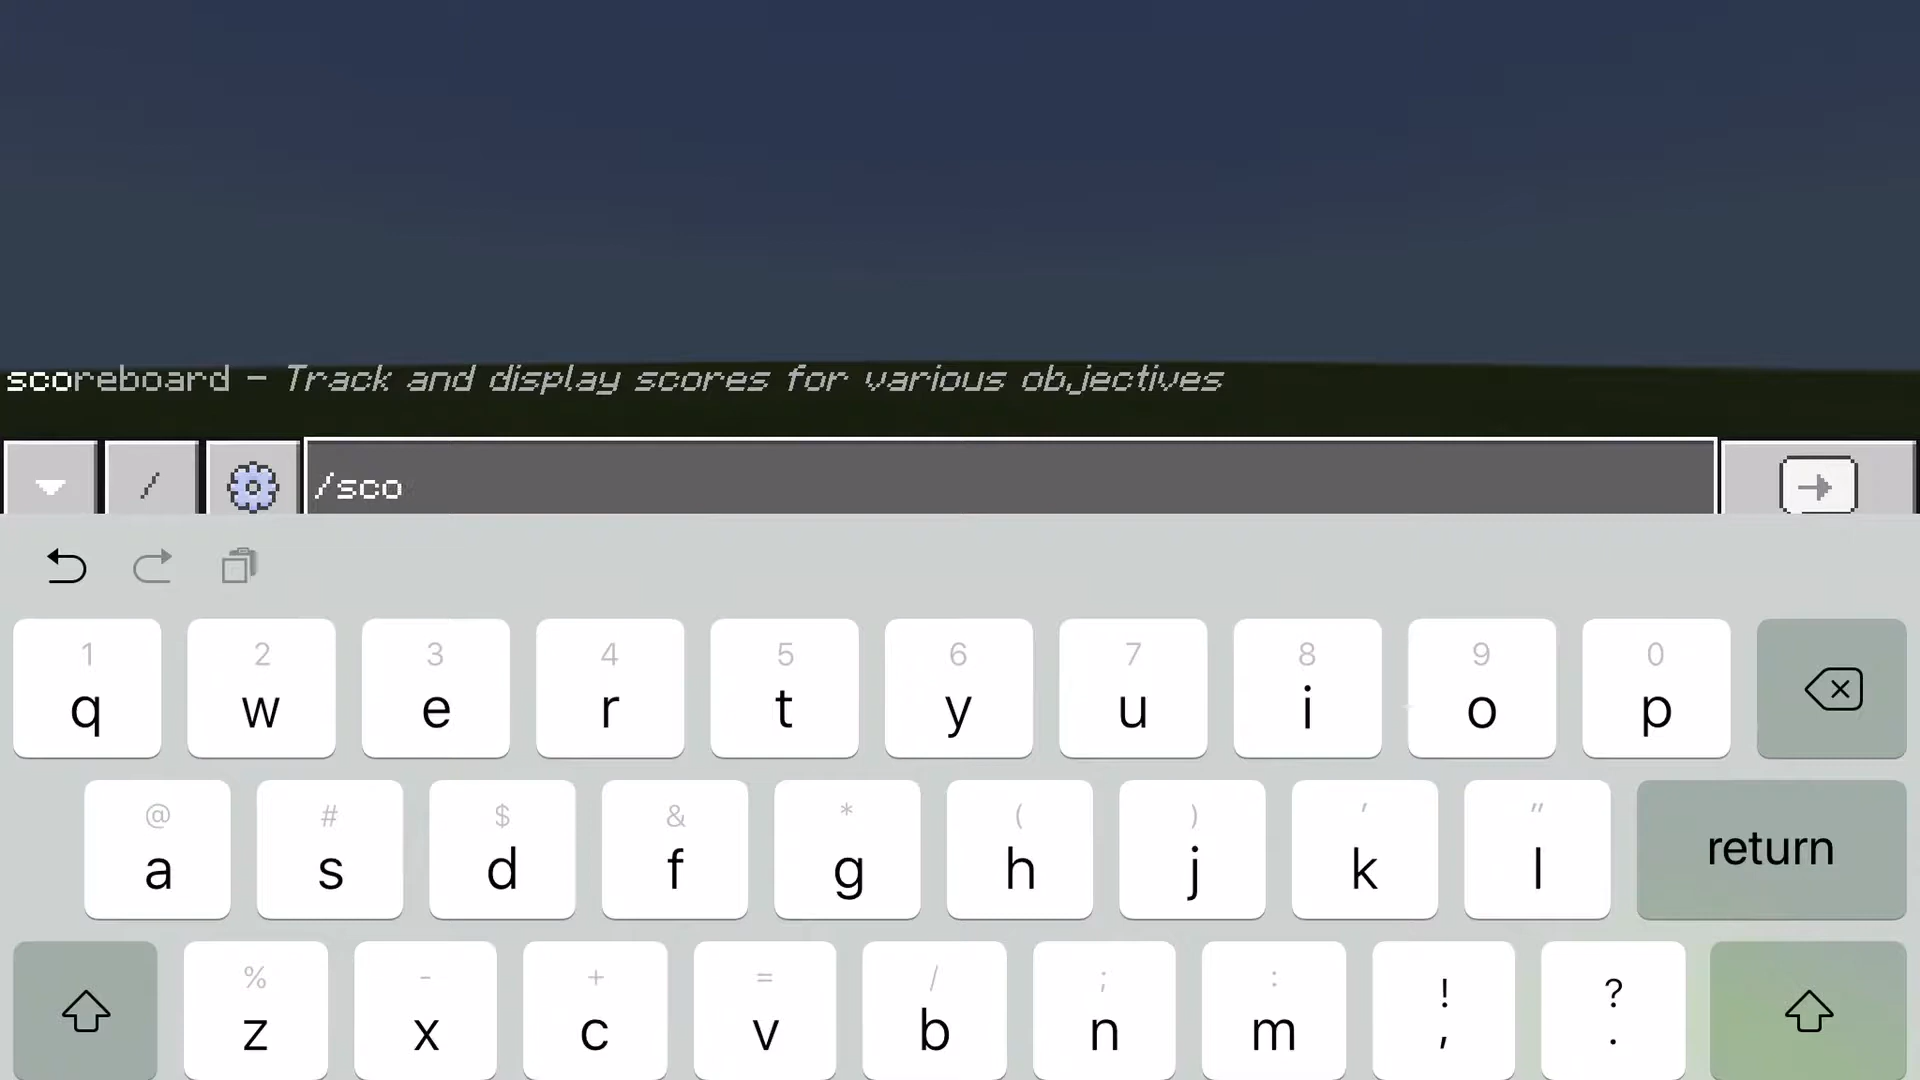 scoreboard - Track and display scores for various objectives
/
/sco
1 2 3 4 5 6 7 8 9 0
q w e r t y u i o p
@ # $ & * ( ) ' "
a s d f g h j k l return
% - + = / ; : ! ?
z x c v b n m , .